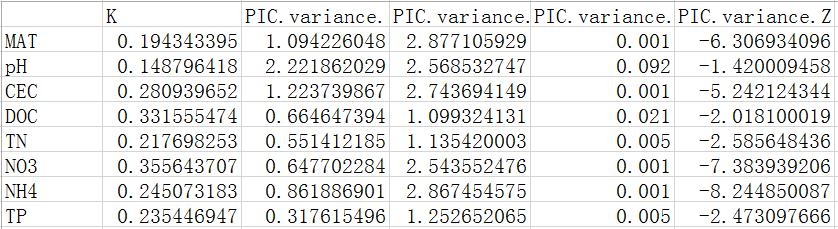 K PIC.variance. PIC.variance. PIC.variance. PIC.variance.Z
MAT 0.194343395 1.094226048 2.877105929 0.001 -6.306934096
pH 0.148796418 2.221862029 2.568532747 0.092 -1.420009458
CEC 0.280939652 1.223739867 2.743694149 0.001 -5.242124344
DOC 0.331555474 0.664647394 1.099324131 0.021 -2.018100019
TN 0.217698253 0.551412185 1.135420003 0.005 -2.585648436
NO3 0.355643707 0.647702284 2.543552476 0.001 -7.383939206
NH4 0.245073183 0.861886901 2.867454575 0.001 -8.244850087
TP 0.235446947 0.317615496 1.252652065 0.005 -2.473097666